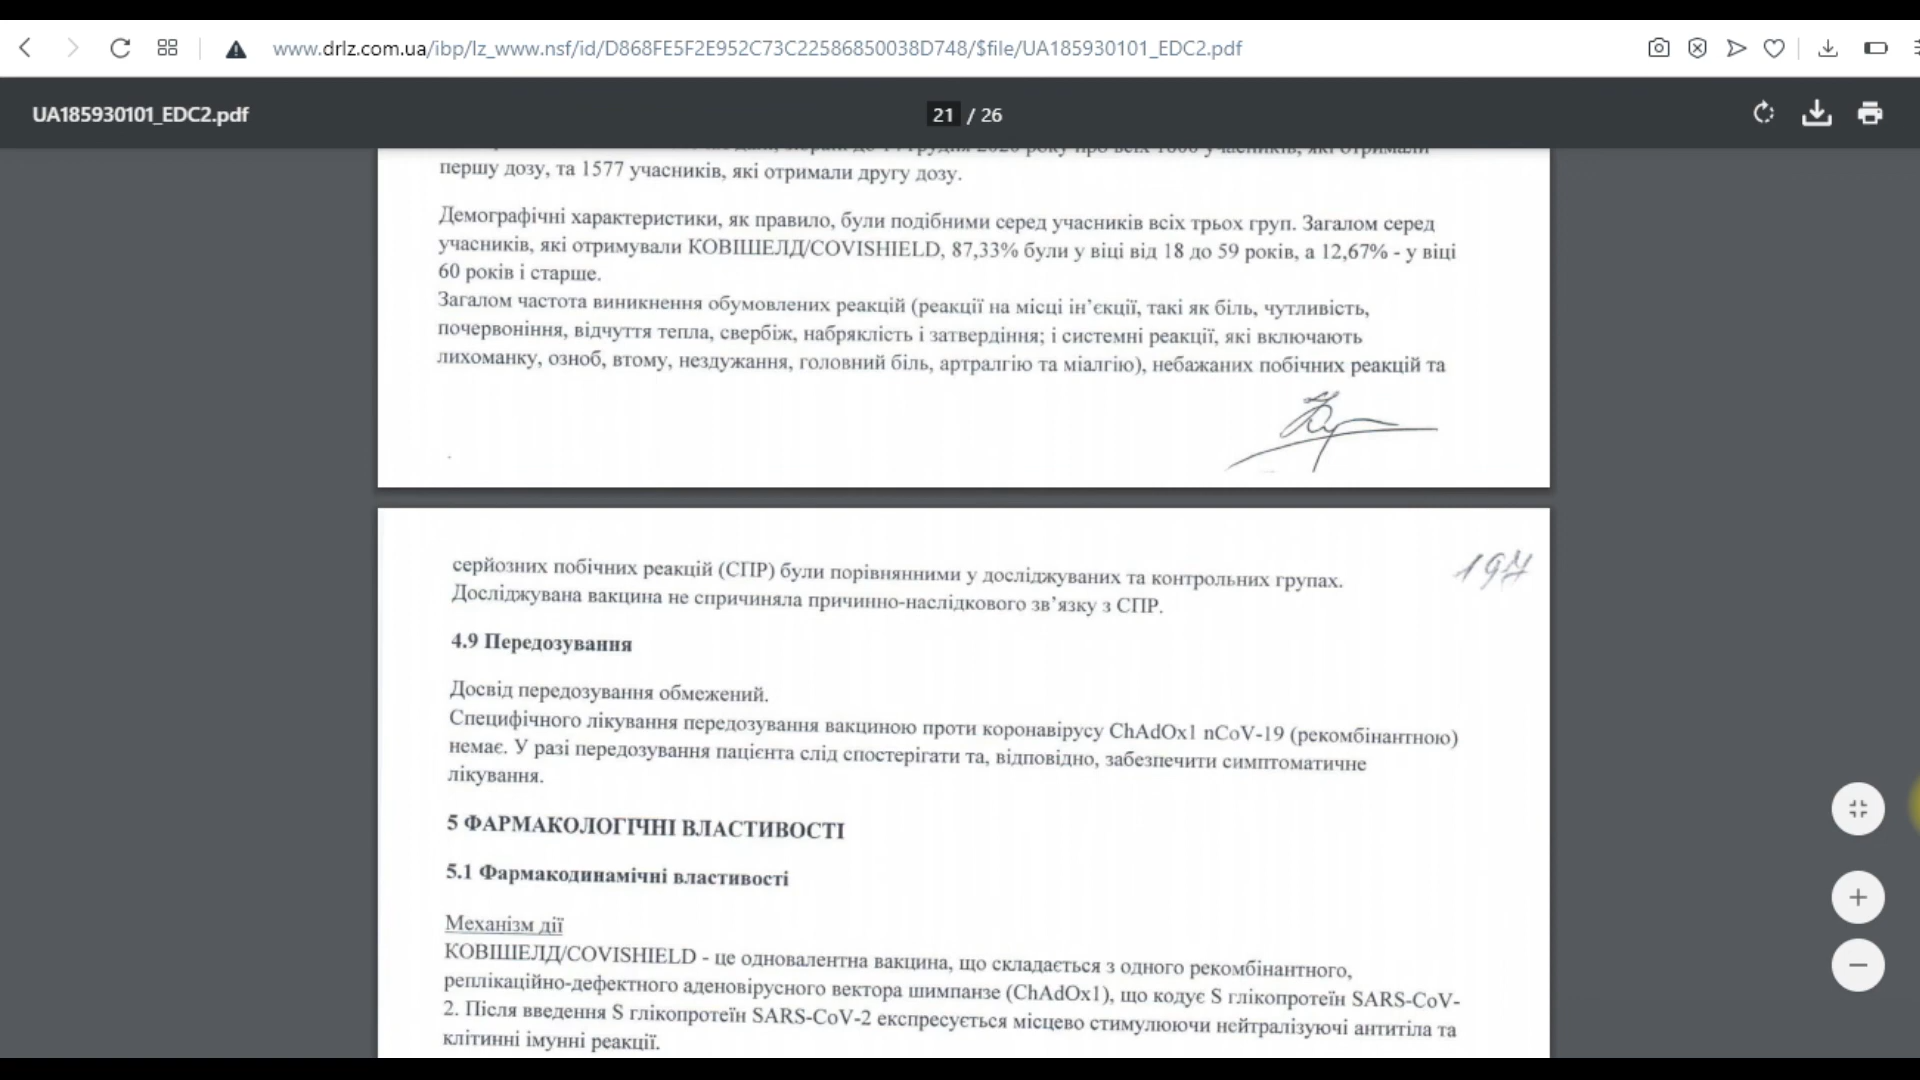 www.drlz.com.ua/ibp/lz_www.nsf/id/D868FE5F2E952C73C22586850038D748/$file/UA185930101_EDC2.pdf
UA185930101_EDC2.pdf
21 / 26
першу дозу, та 1577 учасників, які отримали другу дозу.
Демографічні характеристики, як правило, були подібними серед учасників всіх трьох груп. Загалом серед
учасників, які отримували КОВІШЕЛД/COVISHIELD, 87,33% були у віці від 18 до 59 років, а 12,67% - у віці
60 років і старше.
Загалом частота виникнення обумовлених реакцій (реакції на місці ін’єкції, такі як біль, чутливість,
почервоніння, відчуття тепла, свербіж, набряклість і затвердіння; і системні реакції, які включають
лихоманку, озноб, втому, нездужання, головний біль, артралгію та міалгію), небажаних побічних реакцій та
197
серйозних побічних реакцій (СПР) були порівнянними у досліджуваних та контрольних групах.
Досліджувана вакцина не спричиняла причинно-наслідкового зв’язку з СПР.
4.9 Передозування
Досвід передозування обмежений.
Специфічного лікування передозування вакциною проти коронавірусу ChAdOx1 nCoV-19 (рекомбінантною)
немає. У разі передозування пацієнта слід спостерігати та, відповідно, забезпечити симптоматичне
лікування.
5 ФАРМАКОЛОГІЧНІ ВЛАСТИВОСТІ
5.1 Фармакодинамічні властивості
Механізм дії
КОВІШЕЛД/COVISHIELD - це одновалентна вакцина, що складається з одного рекомбінантного,
реплікаційно-дефектного аденовірусного вектора шимпанзе (ChAdOx1), що кодує S глікопротеїн SARS-CoV-
2. Після введення S глікопротеїн SARS-CoV-2 експресується місцево стимулюючи нейтралізуючі антитіла та
клітинні імунні реакції.